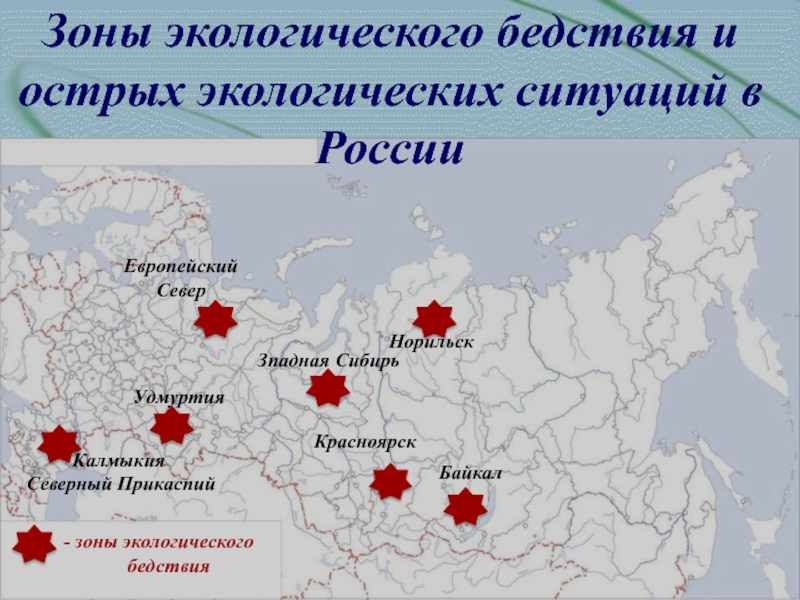 Зоны экологического бедствия и
острых экологических ситуаций в
России
Европейский
Север
Норильск
Зпадная Сибирь
Удмуртия
Красноярск
Калмыкия
Северный Прикаспий
Байкал
- зоны экологического
бедствия